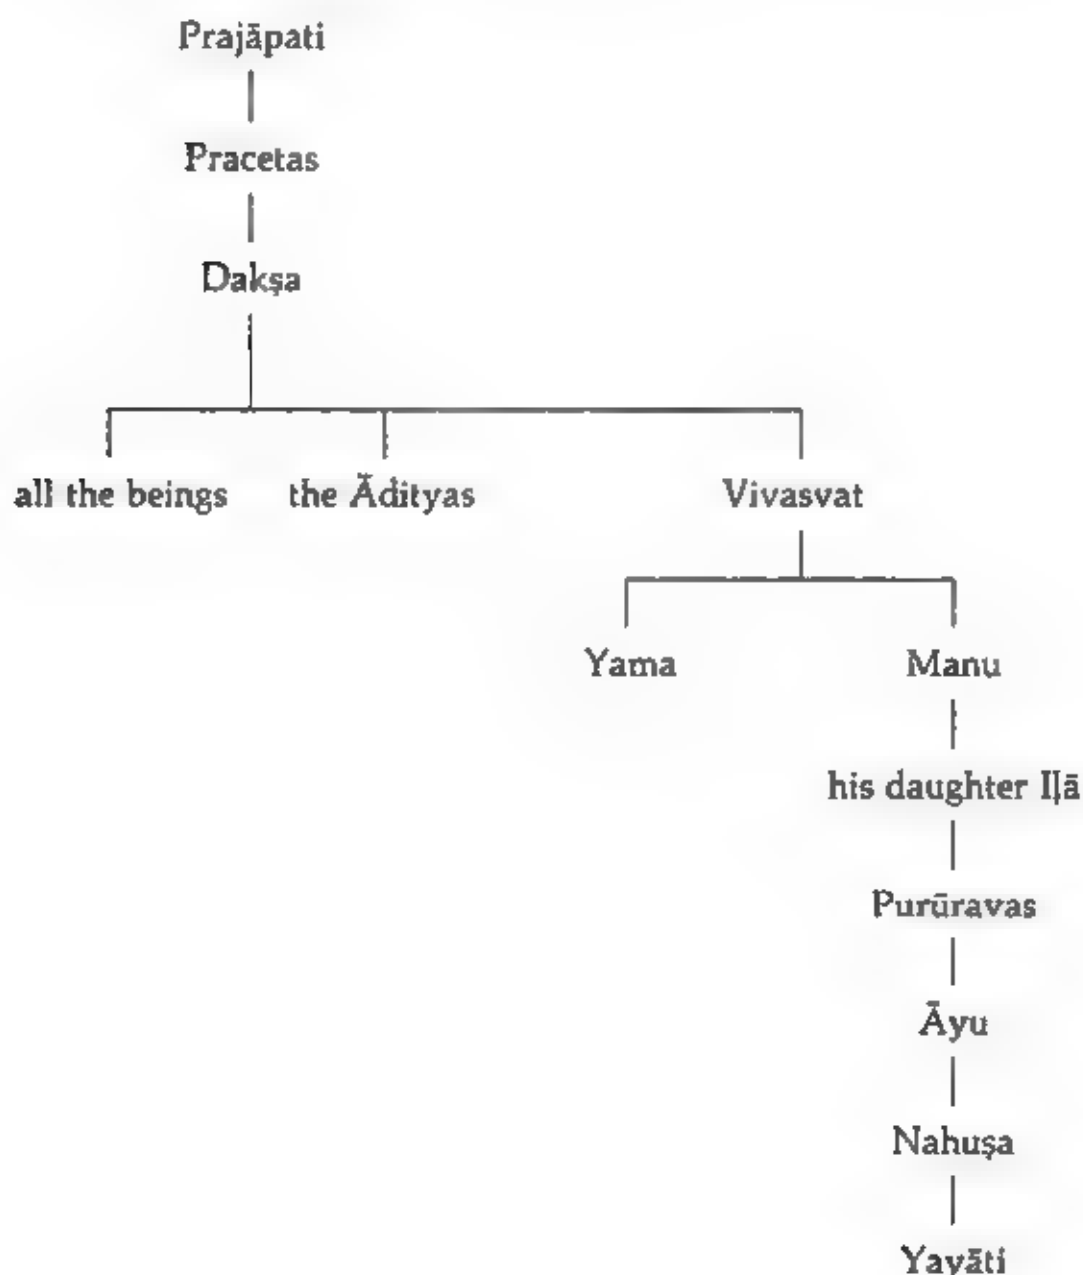 Prajāpati
Pracetas
Dakṣa
all the beings the Ādityas Vivasvat
Yama Manu
his daughter Iḷā
Purūravas
Āyu
Nahuṣa
Yayāti